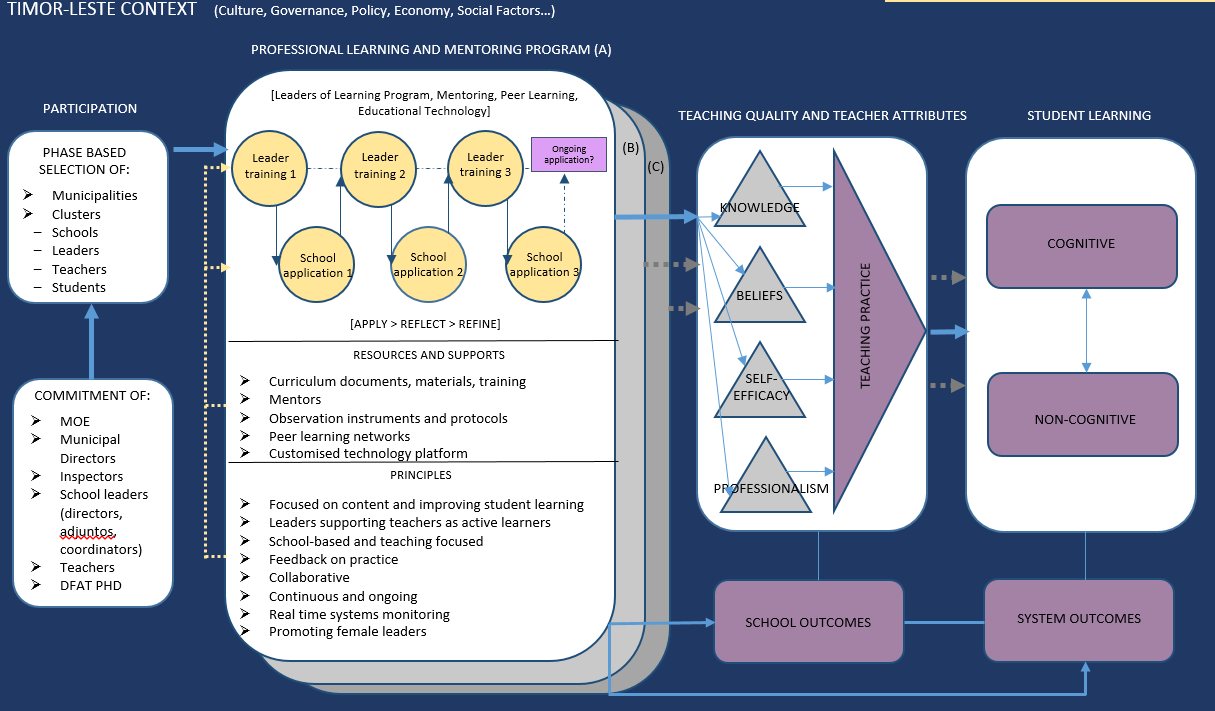 TIMOR-LESTE CONTEXT (Culture, Governance, Policy, Economy, Social Factors…)
PARTICIPATION
PHASE BASED
SELECTION OF:
⮚ Municipalities
⮚ Clusters
– Schools
– Leaders
– Teachers
– Students
COMMITMENT OF:
⮚ MOE
⮚ Municipal
Directors
⮚ Inspectors
⮚ School leaders
(directors,
adjuntos,
coordinators)
⮚ Teachers
⮚ DFAT PHD
PROFESSIONAL LEARNING AND MENTORING PROGRAM (A)
[Leaders of Learning Program, Mentoring, Peer Learning,
Educational Technology]
Leader
training 1
Leader
training 2
Leader
training 3
Ongoing
application?
School
application 1
School
application 2
School
application 3
[APPLY > REFLECT > REFINE]
RESOURCES AND SUPPORTS
⮚ Curriculum documents, materials, training
⮚ Mentors
⮚ Observation instruments and protocols
⮚ Peer learning networks
⮚ Customised technology platform
PRINCIPLES
⮚ Focused on content and improving student learning
⮚ Leaders supporting teachers as active learners
⮚ School-based and teaching focused
⮚ Feedback on practice
⮚ Collaborative
⮚ Continuous and ongoing
⮚ Real time systems monitoring
⮚ Promoting female leaders
(B)
(C)
TEACHING QUALITY AND TEACHER ATTRIBUTES
KNOWLEDGE
BELIEFS
SELF-
EFFICACY
PROFESSIONALISM
TEACHING PRACTICE
STUDENT LEARNING
COGNITIVE
NON-COGNITIVE
SCHOOL OUTCOMES
SYSTEM OUTCOMES